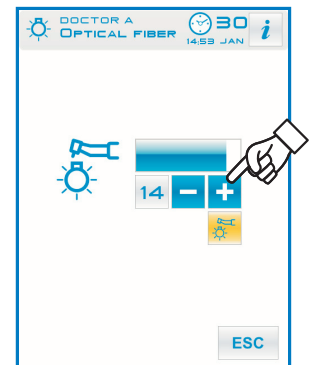 DOCTOR A
OPTICAL FIBER
30
14:53 JAN
i
14 − +
ESC